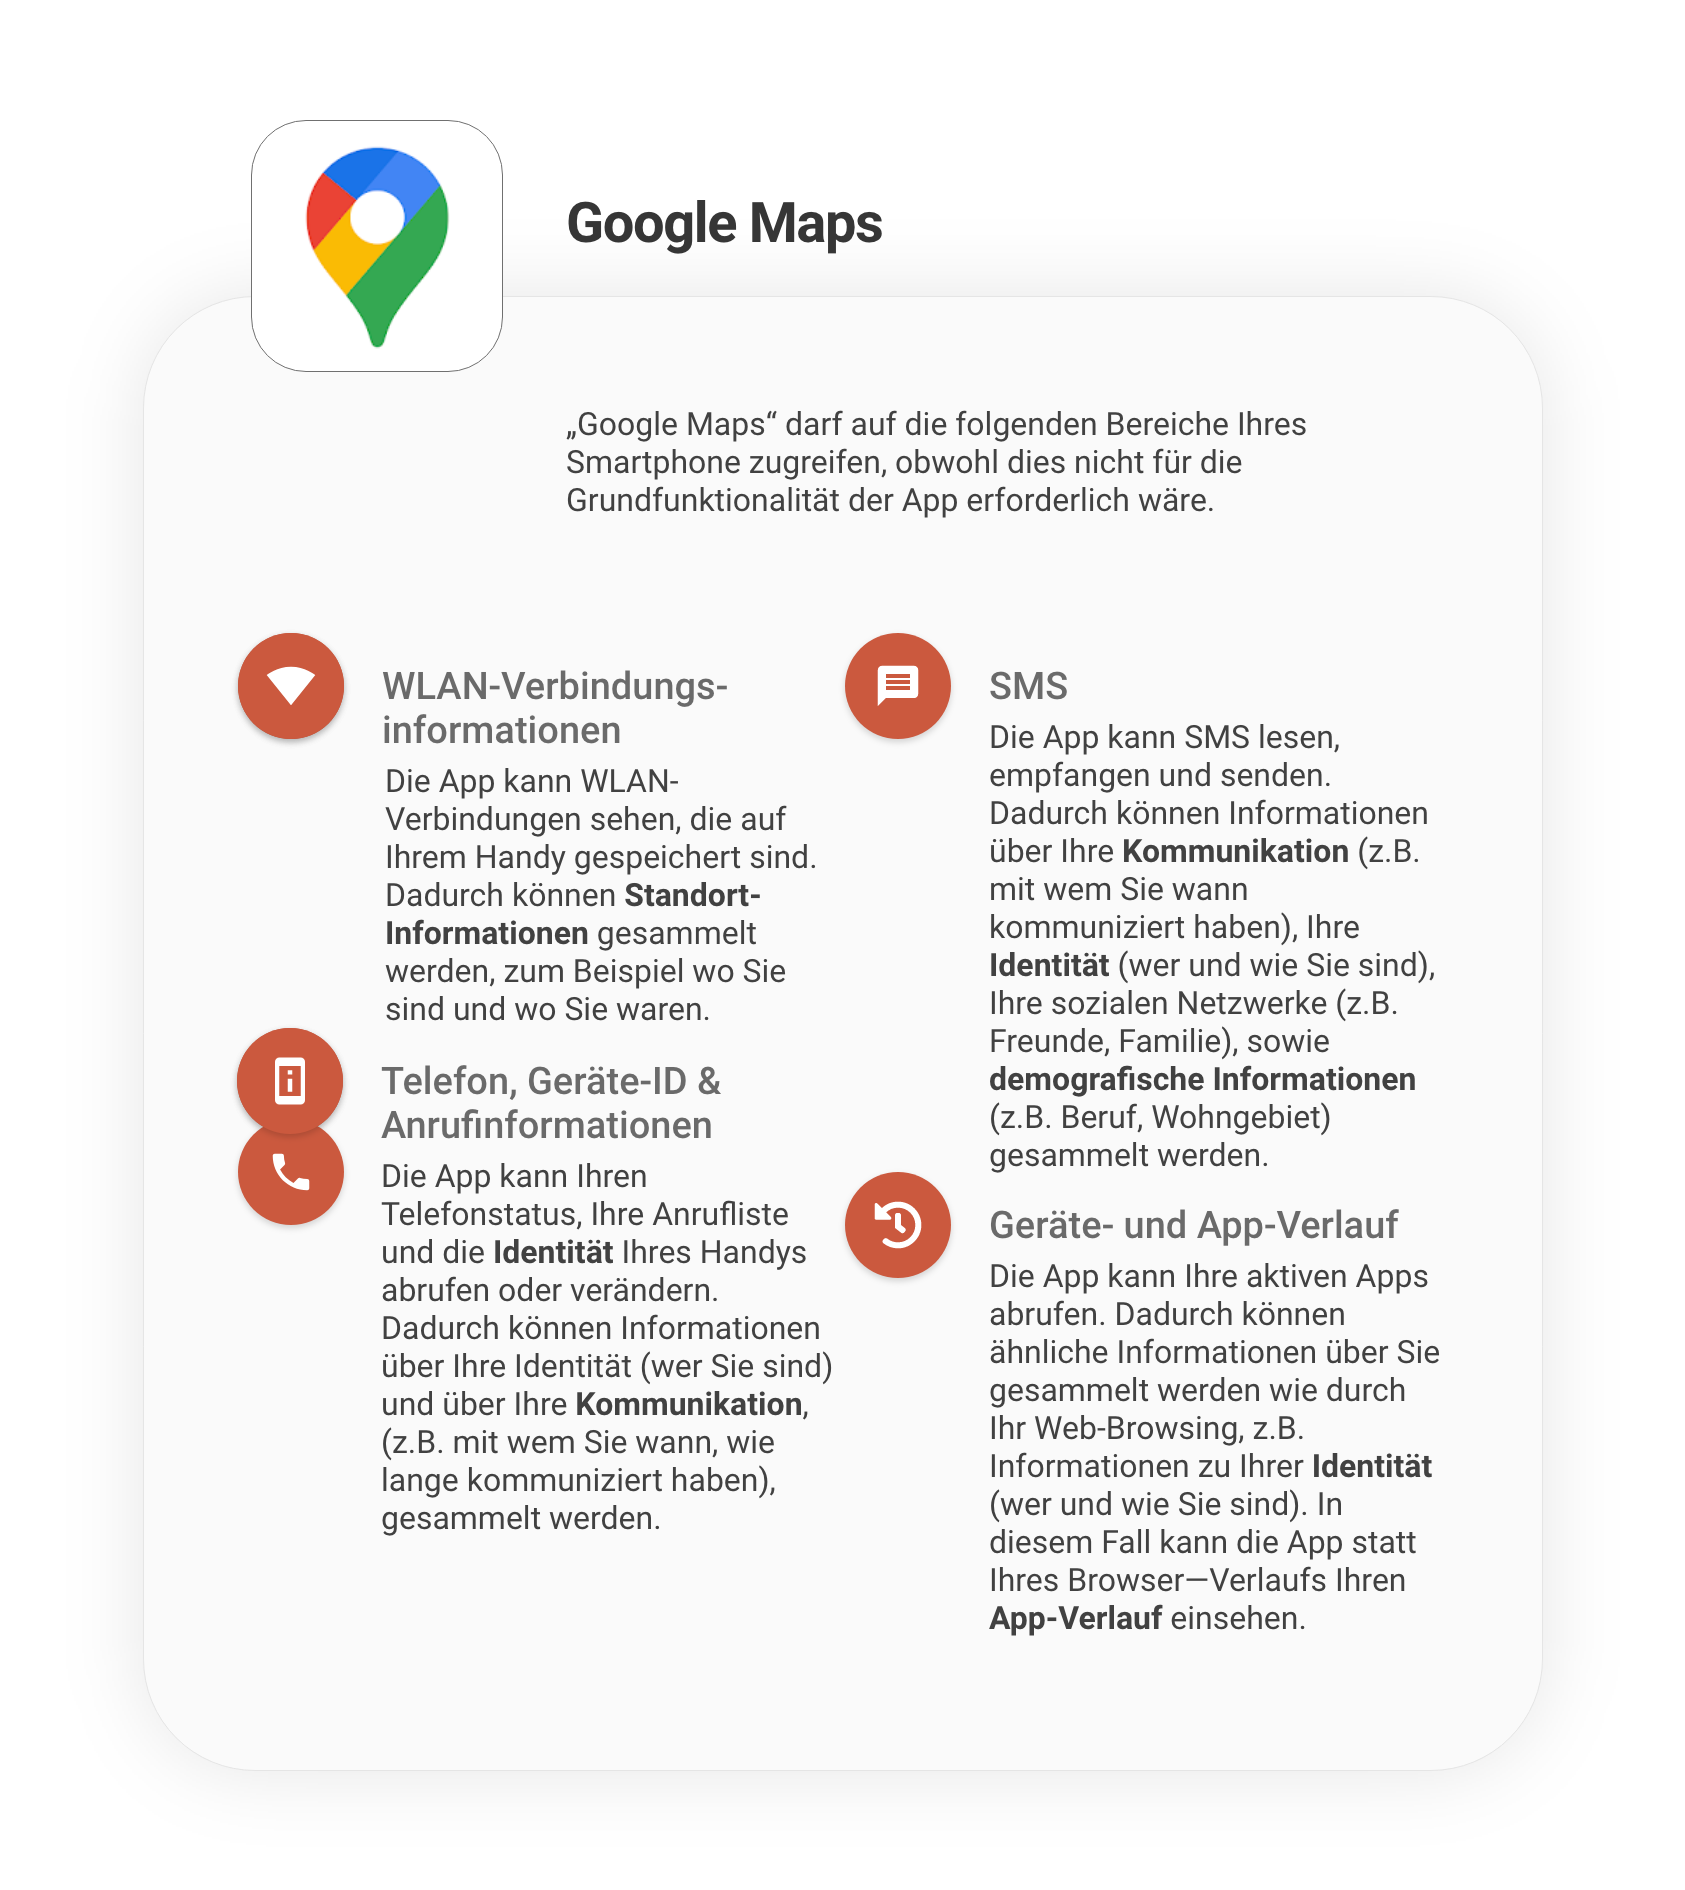 Google Maps
„Google Maps“ darf auf die folgenden Bereiche Ihres
Smartphone zugreifen, obwohl dies nicht für die
Grundfunktionalität der App erforderlich wäre.
WLAN-Verbindungs-
informationen
Die App kann WLAN-
Verbindungen sehen, die auf
Ihrem Handy gespeichert sind.
Dadurch können Standort-
Informationen gesammelt
werden, zum Beispiel wo Sie
sind und wo Sie waren.
Telefon, Geräte-ID &
Anrufinformationen
Die App kann Ihren
Telefonstatus, Ihre Anrufliste
und die Identität Ihres Handys
abrufen oder verändern.
Dadurch können Informationen
über Ihre Identität (wer Sie sind)
und über Ihre Kommunikation,
(z.B. mit wem Sie wann, wie
lange kommuniziert haben),
gesammelt werden.
SMS
Die App kann SMS lesen,
empfangen und senden.
Dadurch können Informationen
über Ihre Kommunikation (z.B.
mit wem Sie wann
kommuniziert haben), Ihre
Identität (wer und wie Sie sind),
Ihre sozialen Netzwerke (z.B.
Freunde, Familie), sowie
demografische Informationen
(z.B. Beruf, Wohngebiet)
gesammelt werden.
Geräte- und App-Verlauf
Die App kann Ihre aktiven Apps
abrufen. Dadurch können
ähnliche Informationen über Sie
gesammelt werden wie durch
Ihr Web-Browsing, z.B.
Informationen zu Ihrer Identität
(wer und wie Sie sind). In
diesem Fall kann die App statt
Ihres Browser—Verlaufs Ihren
App-Verlauf einsehen.